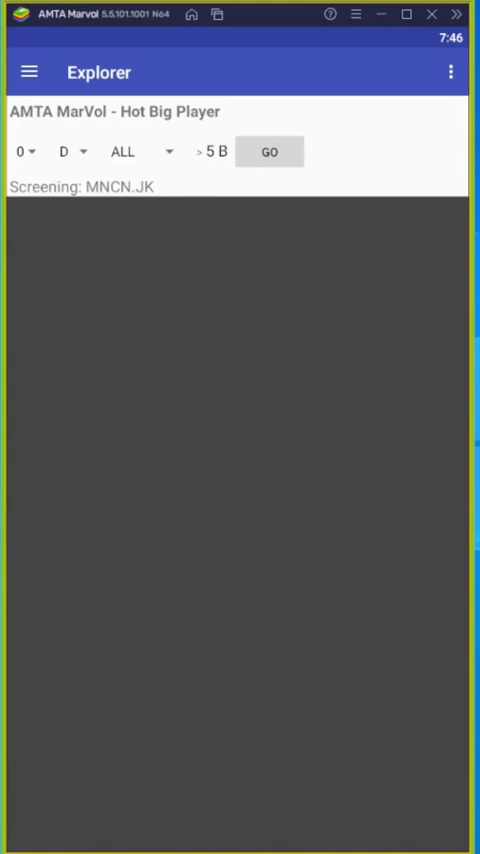 AMTA Marvol 5.5.101.1001 N64
7:46
Explorer
AMTA MarVol - Hot Big Player
0 D ALL > 5 B GO
Screening: MNCN.JK